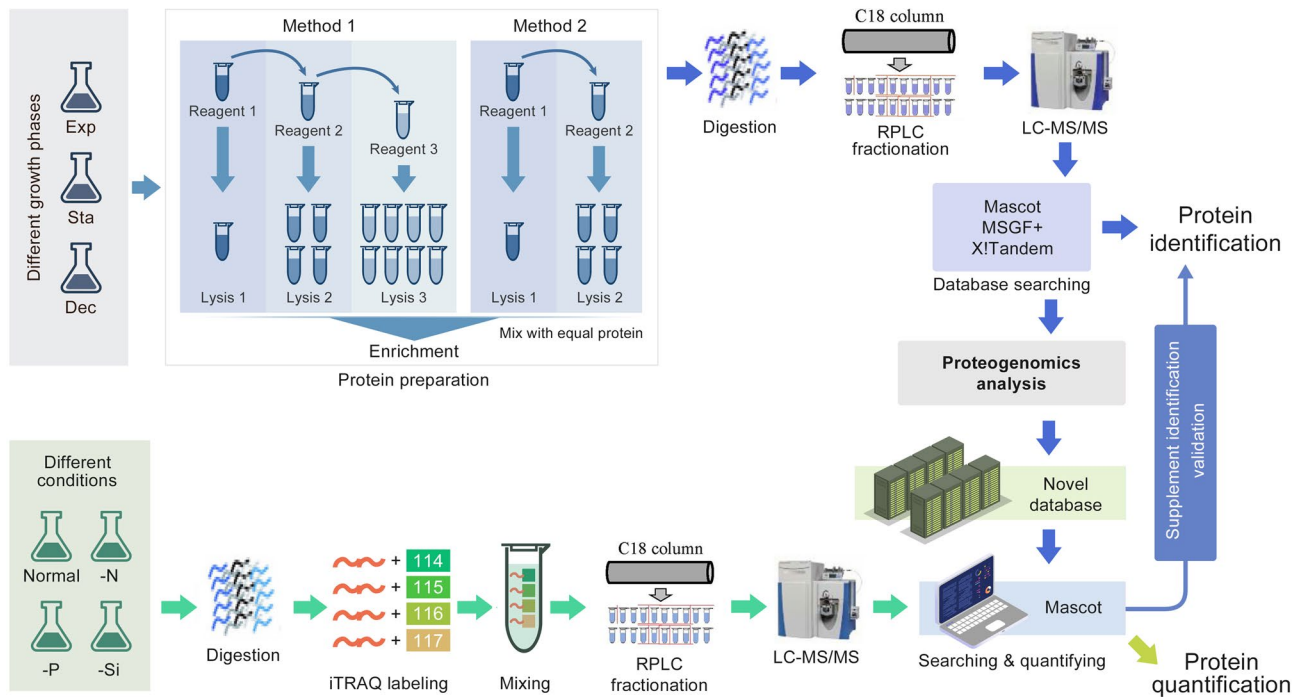 Different growth phases
Exp
Sta
Dec
Method 1
Reagent 1
Reagent 2
Reagent 3
Lysis 1
Lysis 2
Lysis 3
Method 2
Reagent 1
Reagent 2
Lysis 1
Lysis 2
Mix with equal protein
Enrichment
Protein preparation
Digestion
C18 column
RPLC
fractionation
LC-MS/MS
Mascot
MSGF+
X!Tandem
Database searching
Protein
identification
Proteogenomics
analysis
Novel
database
Supplement identification
validation
Different
conditions
Normal
-N
-P
-Si
Digestion
+ 114
+ 115
+ 116
+ 117
iTRAQ labeling
Mixing
C18 column
RPLC
fractionation
LC-MS/MS
Mascot
Searching & quantifying
Protein
quantification